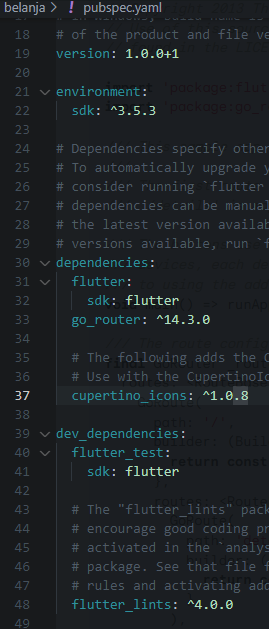 belanja > ! pubspec.yaml
17
18 # of the product and file ve
19 version: 1.0.0+1
20
21 environment:
22 sdk: ^3.5.3
23
24 # Dependencies specify other
25 # To automatically upgrade y
26 # consider running `flutter
27 # dependencies can be manual
28 # the latest version availab
29 # versions available, run `f
30 dependencies:
31 flutter:
32 sdk: flutter
33 go_router: ^14.3.0
34
35 # The following adds the C
36 # Use with the CupertinoIc
37 cupertino_icons: ^1.0.8
38
39 dev_dependencies:
40 flutter_test:
41 sdk: flutter
42
43 # The "flutter_lints" pack
44 # encourage good coding pr
45 # activated in the `analys
46 # package. See that file f
47 # rules and activating add
48 flutter_lints: ^4.0.0
49